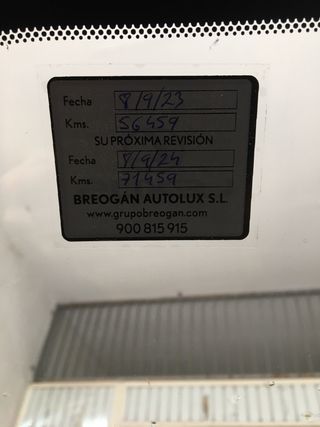 Fecha 8/9/23
Kms. 56459
SU PRÓXIMA REVISIÓN
Fecha 8/9/24
Kms. 71459
BREOGÁN AUTOLUX S.L.
www.grupobreogan.com
900 815 915